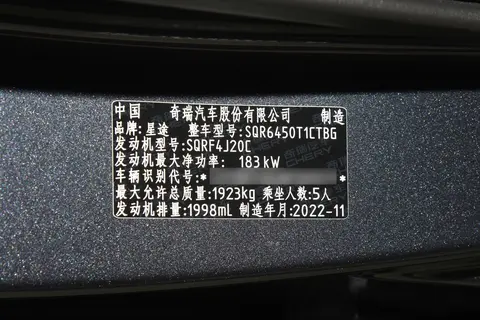 中国 奇瑞汽车股份有限公司 制造
品牌:星途 整车型号:SQR6450T1CTBG
发动机型号:SQRF4J20C
发动机最大净功率: 183kW
车辆识别代号:* *
最大允许总质量:1923kg 乘坐人数:5人
发动机排量:1998mL 制造年月:2022-11